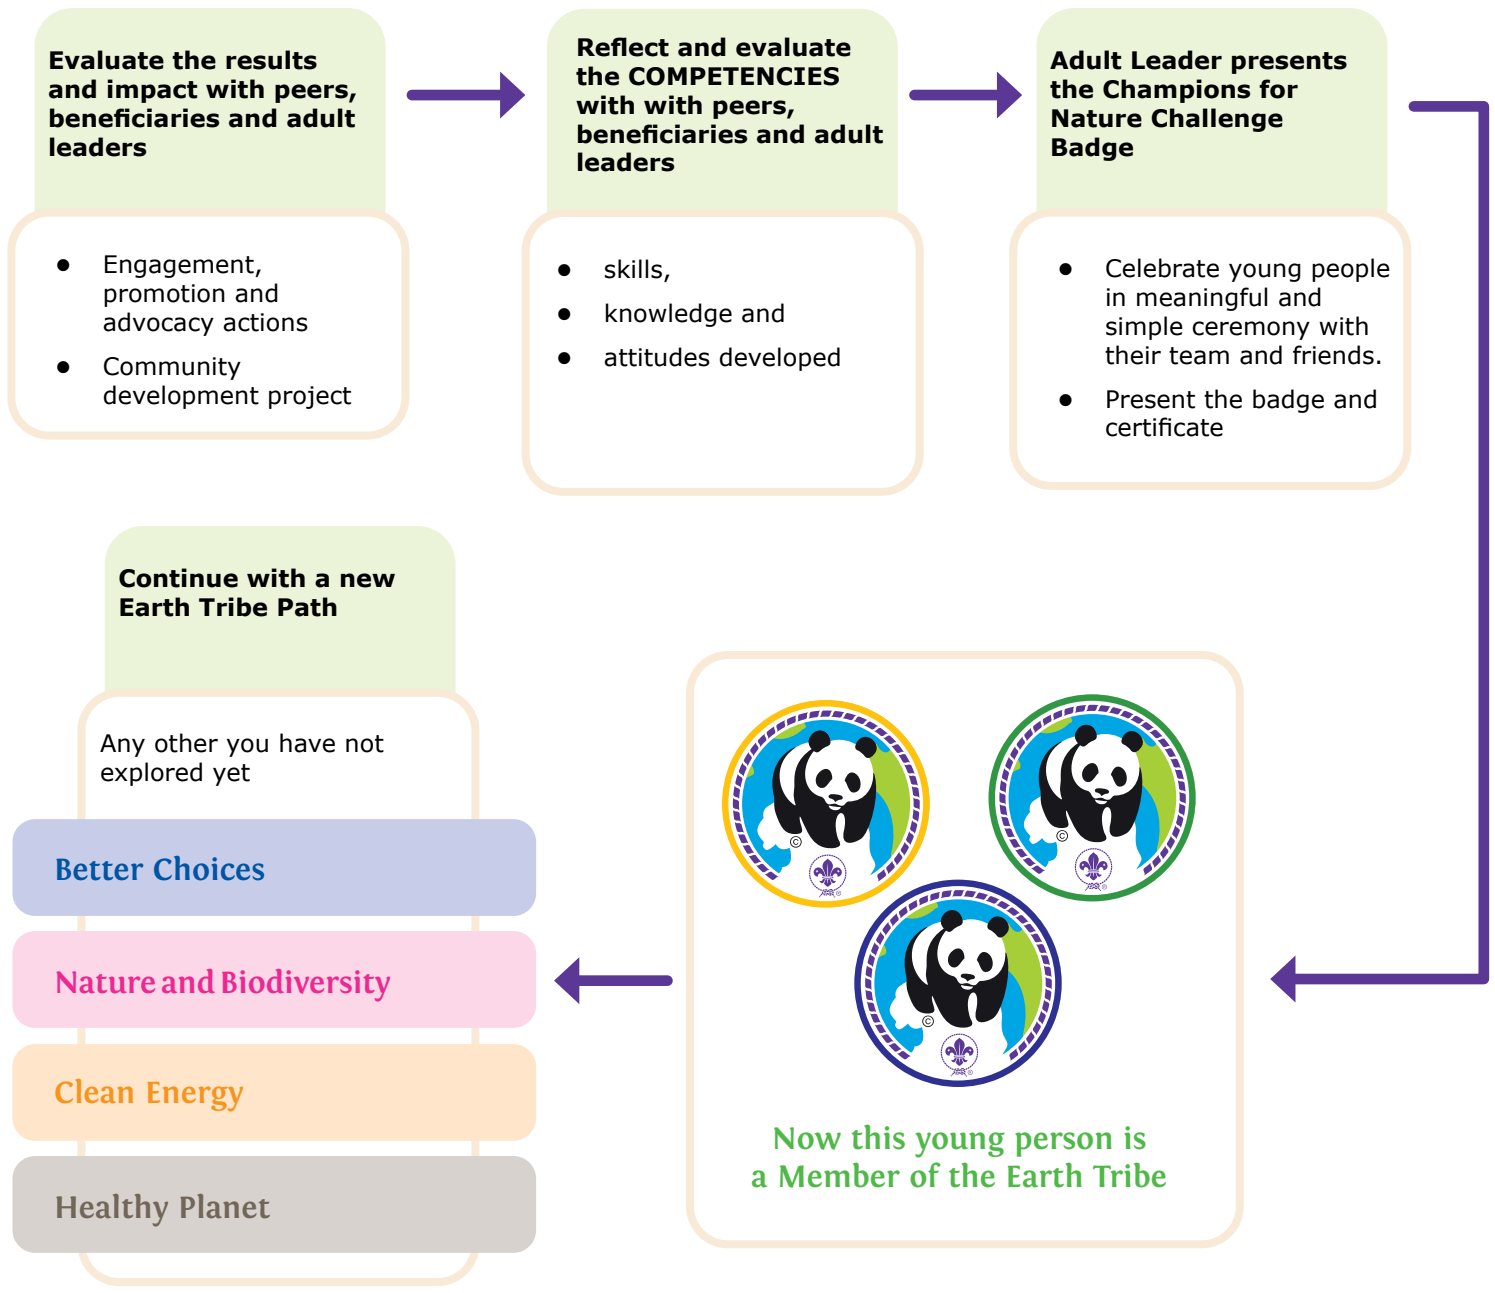 Evaluate the results
and impact with peers,
beneficiaries and adult
leaders
● Engagement,
promotion and
advocacy actions
● Community
development project
Reflect and evaluate
the COMPETENCIES
with with peers,
beneficiaries and adult
leaders
● skills,
● knowledge and
● attitudes developed
Adult Leader presents
the Champions for
Nature Challenge
Badge
● Celebrate young people
in meaningful and
simple ceremony with
their team and friends.
● Present the badge and
certificate
©
®
©
®
©
®
Now this young person is
a Member of the Earth Tribe
Continue with a new
Earth Tribe Path
Any other you have not
explored yet
Better Choices
Nature and Biodiversity
Clean Energy
Healthy Planet